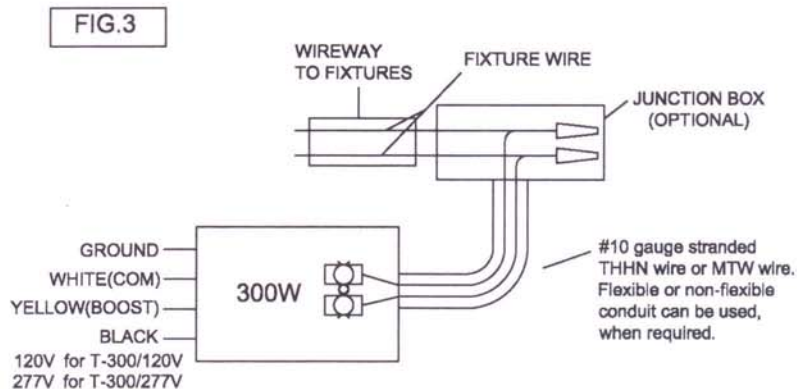 FIG.3
WIREWAY
TO FIXTURES
FIXTURE WIRE
JUNCTION BOX
(OPTIONAL)
GROUND
WHITE(COM)
YELLOW(BOOST)
BLACK
120V for T-300/120V
277V for T-300/277V
300W
#10 gauge stranded
THHN wire or MTW wire.
Flexible or non-flexible
conduit can be used,
when required.